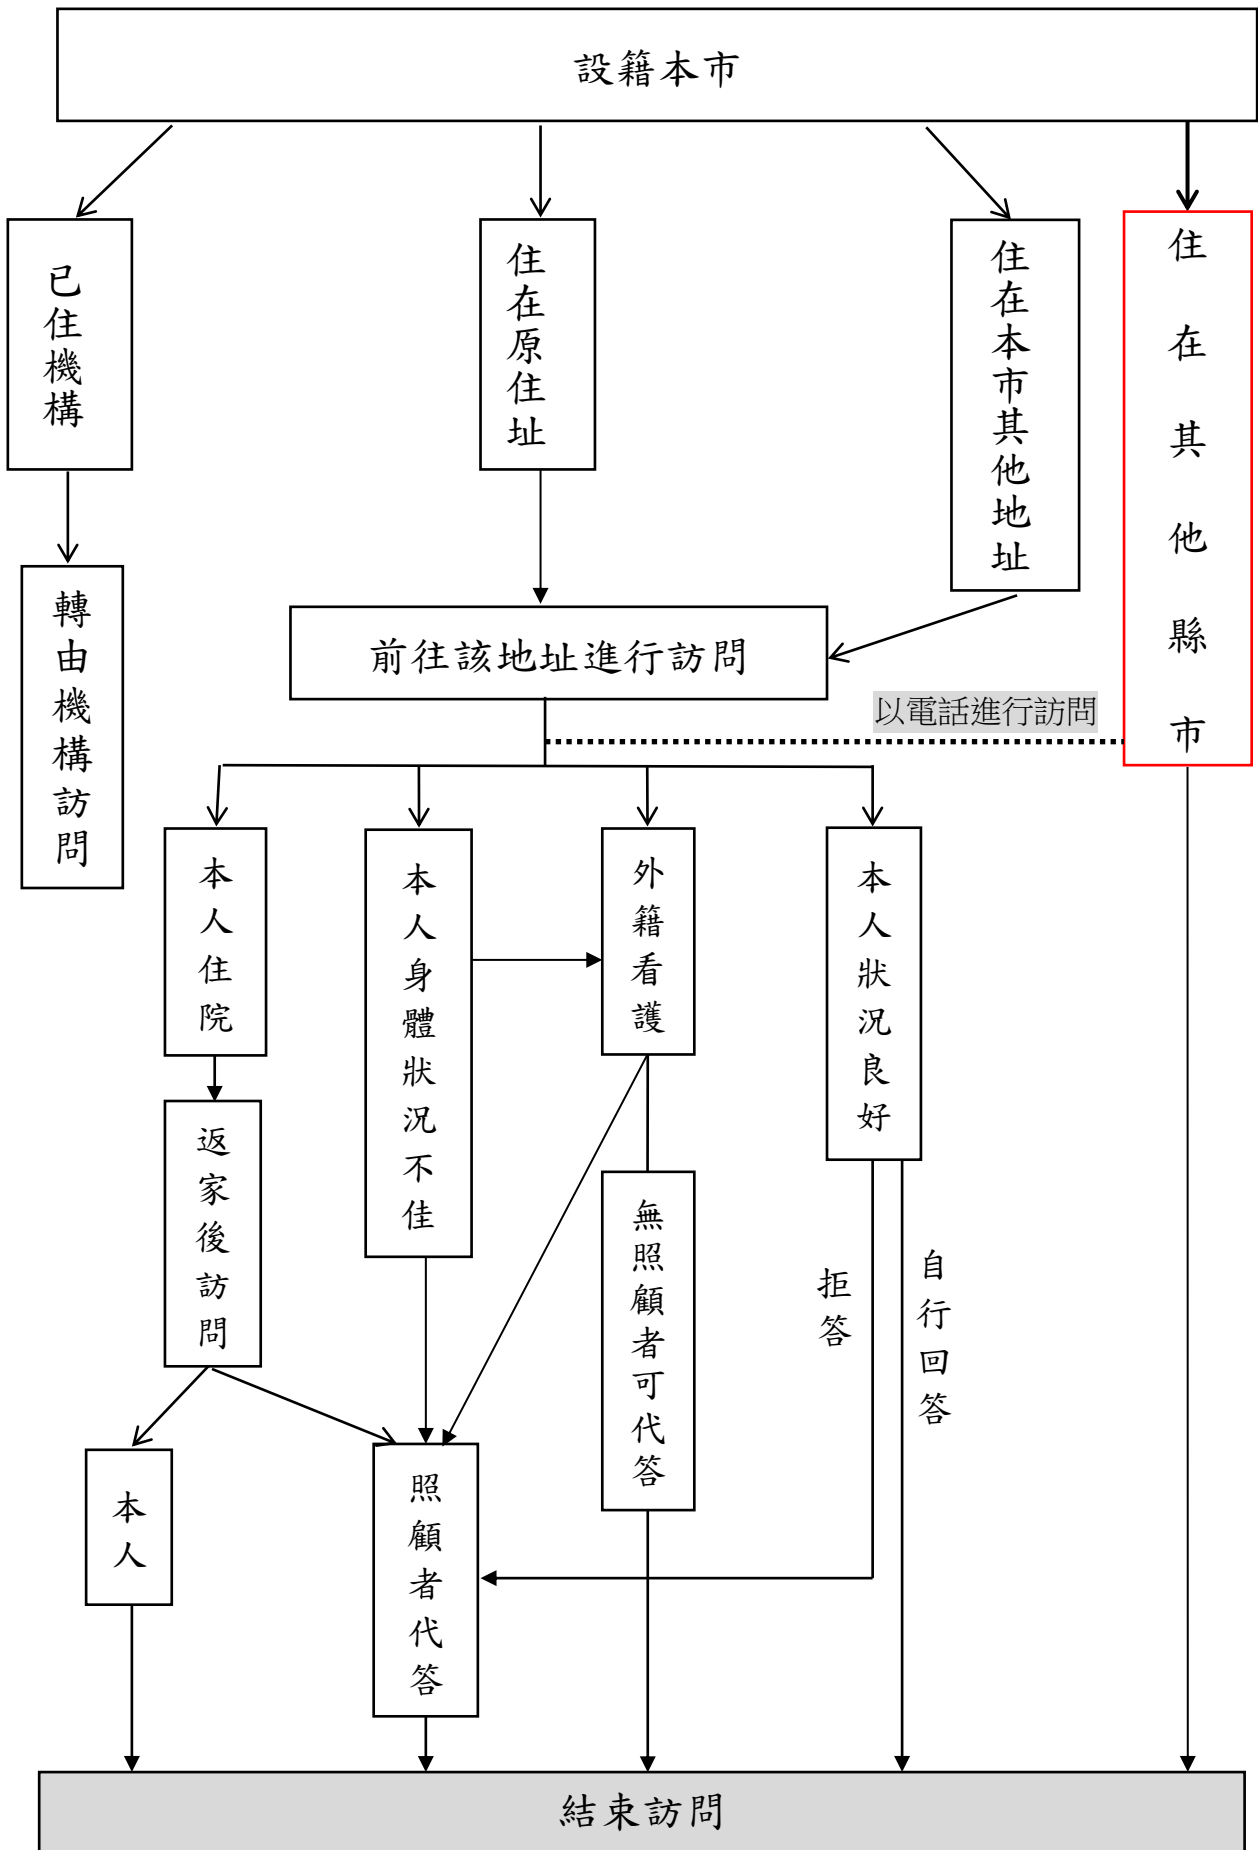 設籍本市
已住機構
住在原住址
住在本市其他地址
住在其他縣市
轉由機構訪問
前往該地址進行訪問
以電話進行訪問
本人住院
本人身體狀況不佳
外籍看護
本人狀況良好
返家後訪問
無照顧者可代答
拒答
自行回答
本人
照顧者代答
結束訪問